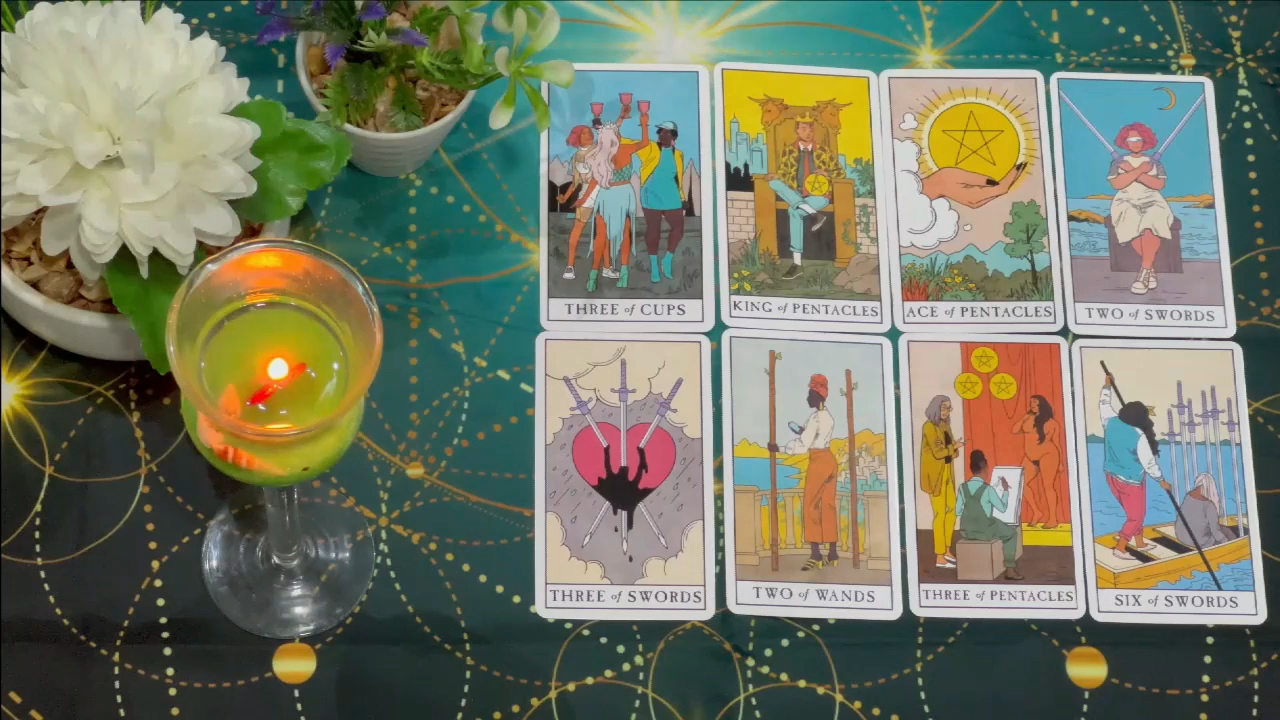 THREE of CUPS
KING of PENTACLES
ACE of PENTACLES
TWO of SWORDS
THREE of SWORDS
TWO of WANDS
THREE of PENTACLES
SIX of SWORDS